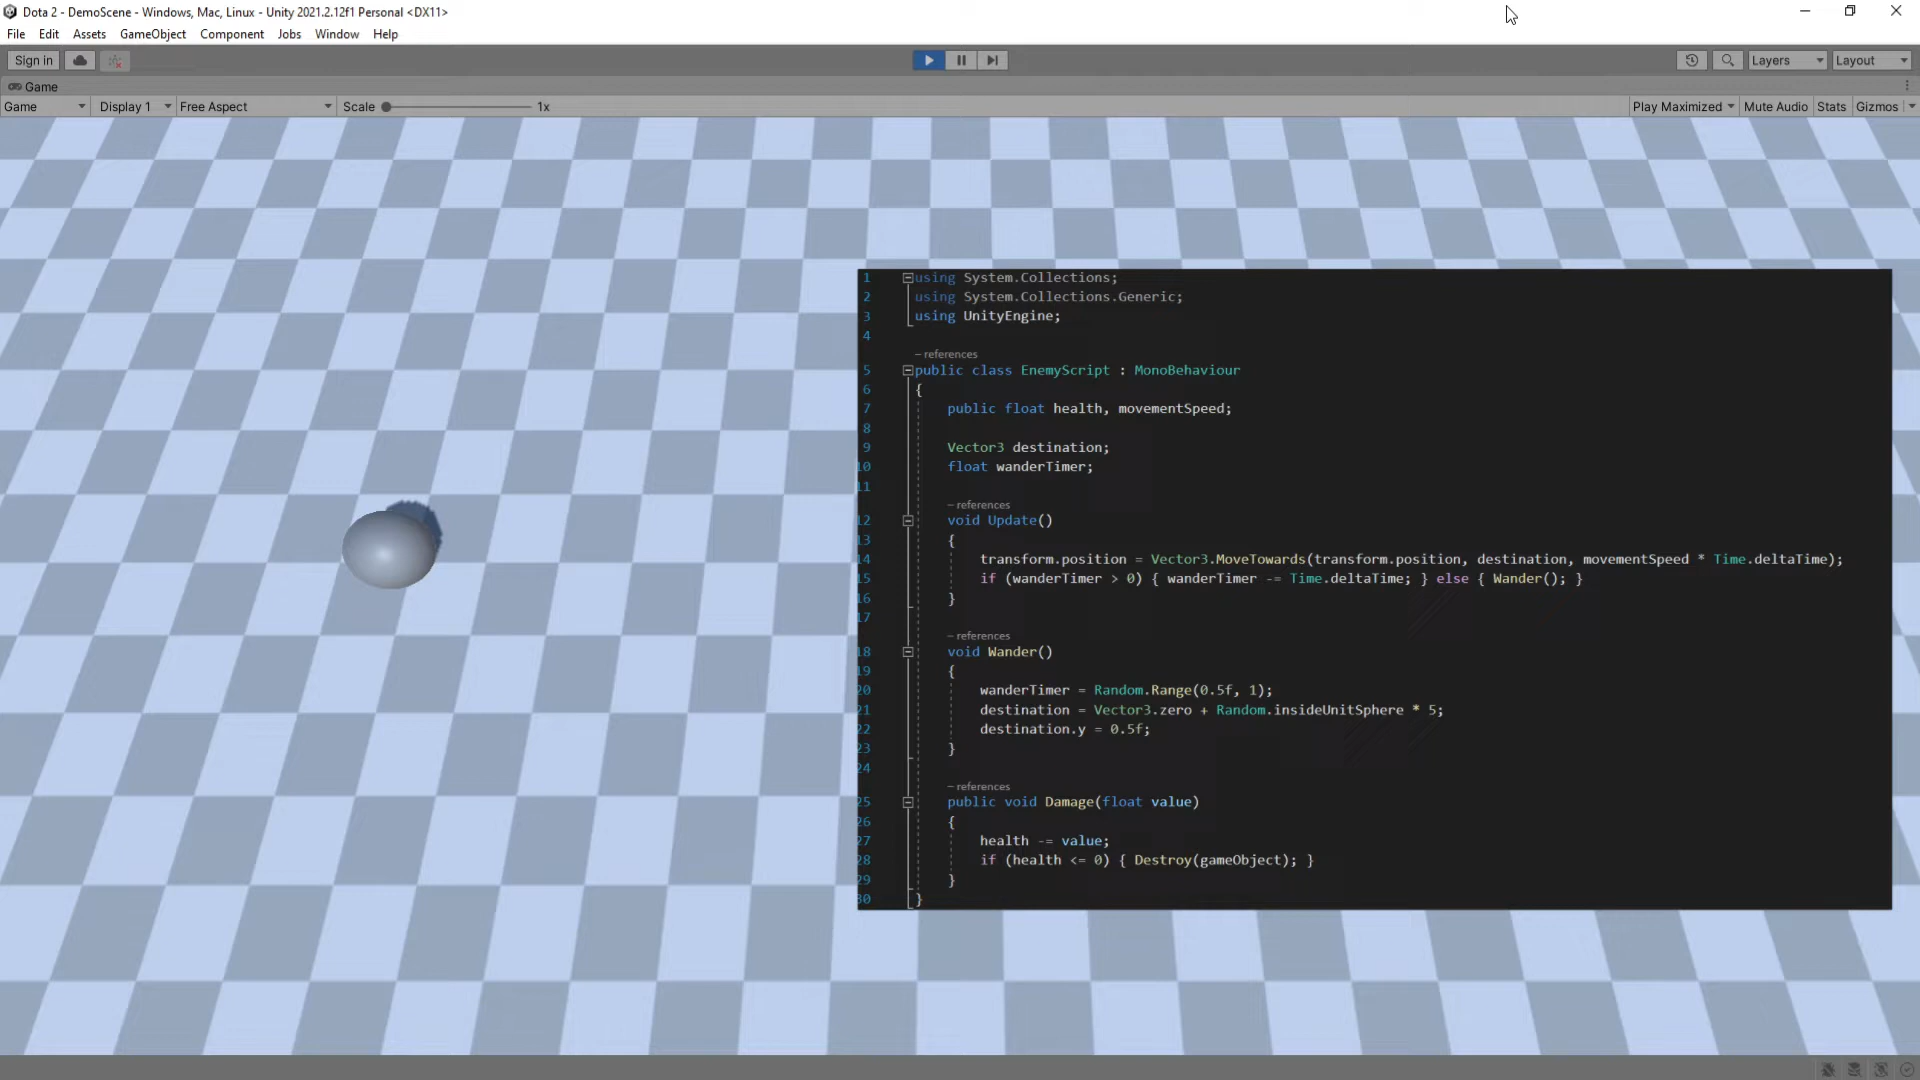 Dota 2 - DemoScene - Windows, Mac, Linux - Unity 2021.2.12f1 Personal <DX11>
File Edit Assets GameObject Component Jobs Window Help
Sign in Layers Layout
Game
Game Display 1 Free Aspect Scale 1x Play Maximized Mute Audio Stats Gizmos
1 using System.Collections;
2 using System.Collections.Generic;
3 using UnityEngine;
4
– references
5 public class EnemyScript : MonoBehaviour
6 {
7 public float health, movementSpeed;
8
9 Vector3 destination;
10 float wanderTimer;
11
– references
12 void Update()
13 {
14 transform.position = Vector3.MoveTowards(transform.position, destination, movementSpeed * Time.deltaTime);
15 if (wanderTimer > 0) { wanderTimer -= Time.deltaTime; } else { Wander(); }
16 }
17
– references
18 void Wander()
19 {
20 wanderTimer = Random.Range(0.5f, 1);
21 destination = Vector3.zero + Random.insideUnitSphere * 5;
22 destination.y = 0.5f;
23 }
24
– references
25 public void Damage(float value)
26 {
27 health -= value;
28 if (health <= 0) { Destroy(gameObject); }
29 }
30 }